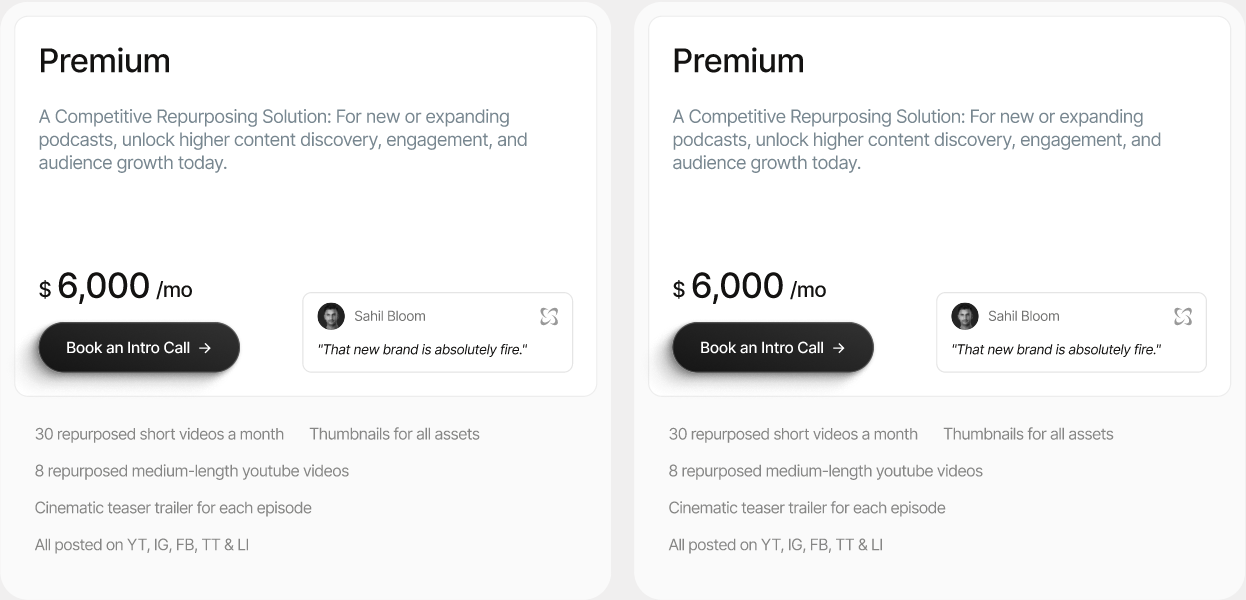 Premium
A Competitive Repurposing Solution: For new or expanding
podcasts, unlock higher content discovery, engagement, and
audience growth today.
$ 6,000 /mo
Book an Intro Call →
Sahil Bloom
"That new brand is absolutely fire."
30 repurposed short videos a month Thumbnails for all assets
8 repurposed medium-length youtube videos
Cinematic teaser trailer for each episode
All posted on YT, IG, FB, TT & LI
Premium
A Competitive Repurposing Solution: For new or expanding
podcasts, unlock higher content discovery, engagement, and
audience growth today.
$ 6,000 /mo
Book an Intro Call →
Sahil Bloom
"That new brand is absolutely fire."
30 repurposed short videos a month Thumbnails for all assets
8 repurposed medium-length youtube videos
Cinematic teaser trailer for each episode
All posted on YT, IG, FB, TT & LI